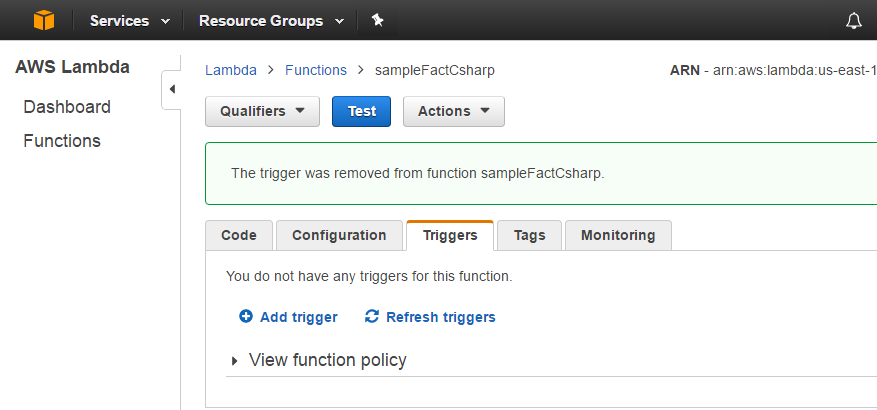 Services Resource Groups
AWS Lambda
Dashboard
Functions
Lambda > Functions > sampleFactCsharp
ARN - arn:aws:lambda:us-east-1
Qualifiers Test Actions
The trigger was removed from function sampleFactCsharp.
Code Configuration Triggers Tags Monitoring
You do not have any triggers for this function.
Add trigger Refresh triggers
View function policy